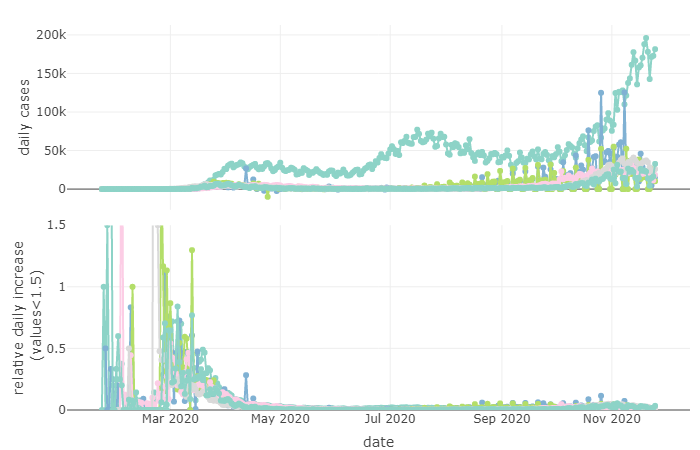 200k
150k
100k
50k
0
daily cases
1.5
1
0.5
0
relative daily increase
(values<1.5)
Mar 2020
May 2020
Jul 2020
Sep 2020
Nov 2020
date